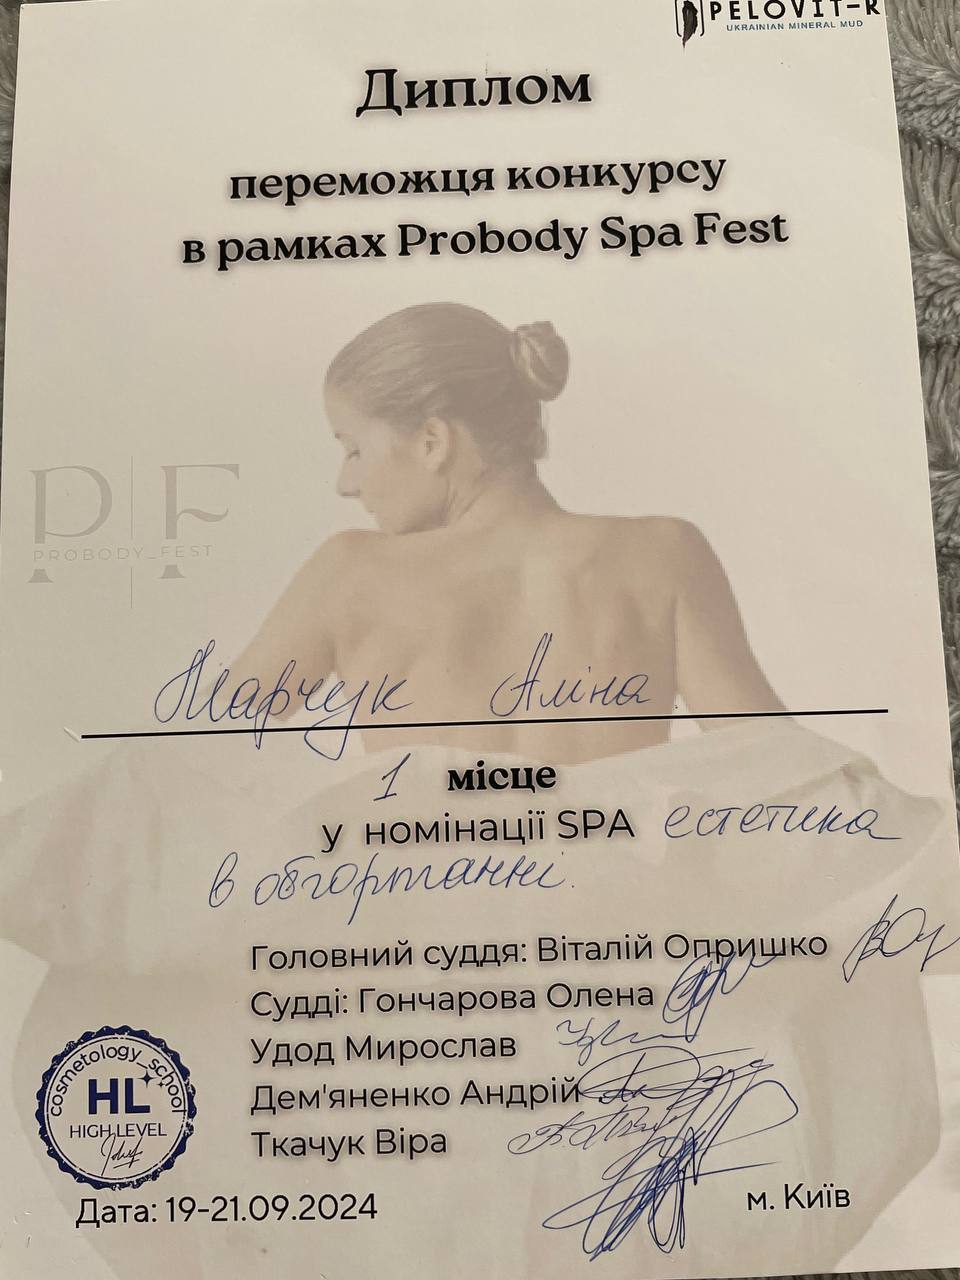 PELOVIT-R
UKRAINIAN MINERAL MUD
Диплом
переможця конкурсу
в рамках Probody Spa Fest
P F
PROBODY_FEST
Марчук Аліна
1 місце
у номінації SPA естетика
в обгортанні.
Головний суддя: Віталій Опришко
Судді: Гончарова Олена
Удод Мирослав
Дем'яненко Андрій
Ткачук Віра
cosmetology_school
HL
HIGH LEVEL
Дата: 19-21.09.2024
м. Київ